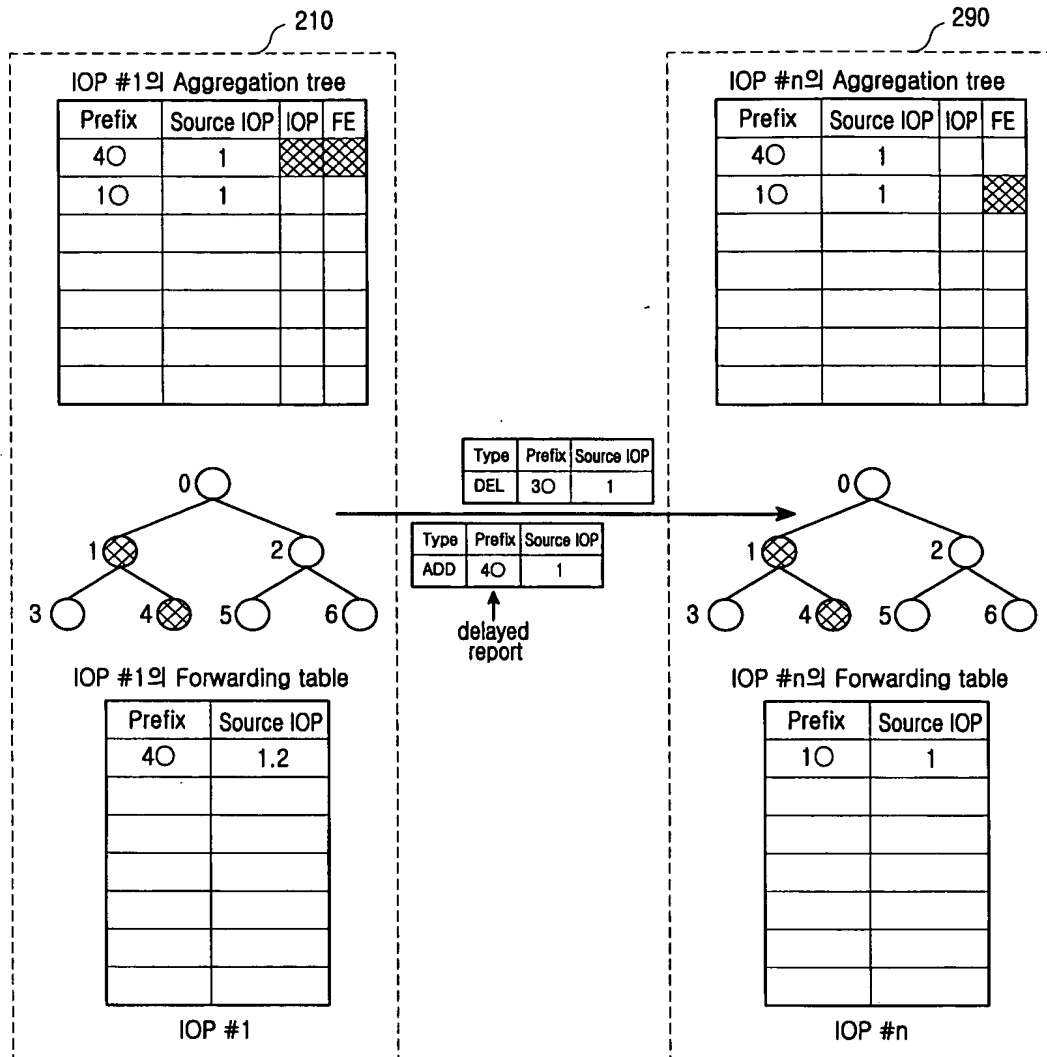 210
290
IOP #1의 Aggregation tree
Prefix Source IOP IOP FE
4○ 1
1○ 1
IOP #n의 Aggregation tree
Prefix Source IOP IOP FE
4○ 1
1○ 1
Type Prefix Source IOP
DEL 3○ 1
Type Prefix Source IOP
ADD 4○ 1
delayed
report
0
1 2
3 4 5 6
0
1 2
3 4 5 6
IOP #1의 Forwarding table
Prefix Source IOP
4○ 1.2
IOP #1
IOP #n의 Forwarding table
Prefix Source IOP
1○ 1
IOP #n